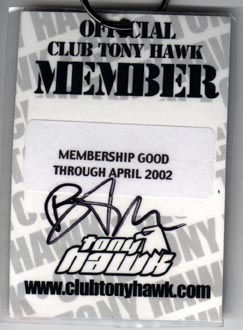 OFFICIAL
CLUB TONY HAWK
MEMBER
MEMBERSHIP GOOD
THROUGH APRIL 2002
tony
hawk
www.clubtonyhawk.com